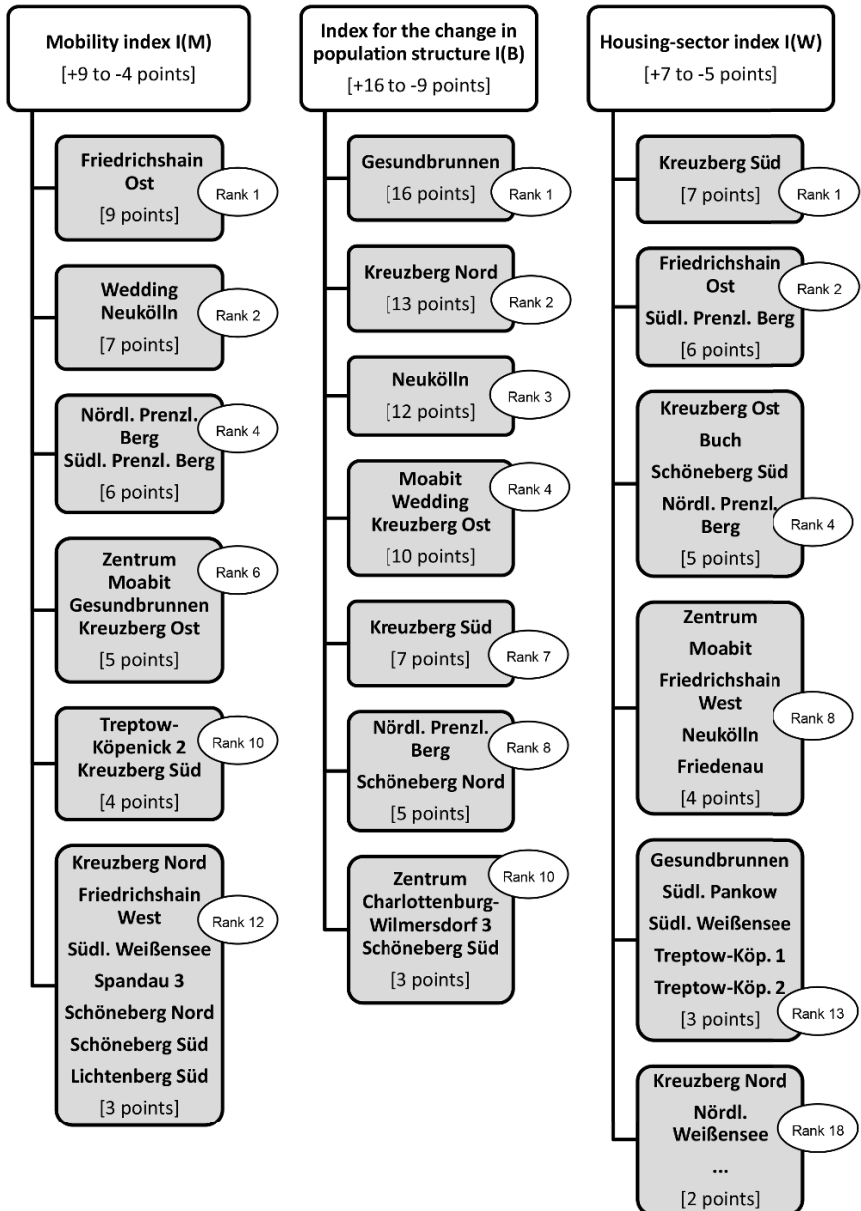 Mobility index I(M)
[+9 to -4 points]
Friedrichshain
Ost
[9 points]
Rank 1
Wedding
Neukölln
[7 points]
Rank 2
Nördl. Prenzl.
Berg
Südl. Prenzl. Berg
[6 points]
Rank 4
Zentrum
Moabit
Gesundbrunnen
Kreuzberg Ost
[5 points]
Rank 6
Treptow-
Köpenick 2
Kreuzberg Süd
[4 points]
Rank 10
Kreuzberg Nord
Friedrichshain
West
Südl. Weißensee
Spandau 3
Schöneberg Nord
Schöneberg Süd
Lichtenberg Süd
[3 points]
Rank 12
Index for the change in
population structure I(B)
[+16 to -9 points]
Gesundbrunnen
[16 points]
Rank 1
Kreuzberg Nord
[13 points]
Rank 2
Neukölln
[12 points]
Rank 3
Moabit
Wedding
Kreuzberg Ost
[10 points]
Rank 4
Kreuzberg Süd
[7 points]
Rank 7
Nördl. Prenzl.
Berg
Schöneberg Nord
[5 points]
Rank 8
Zentrum
Charlottenburg-
Wilmersdorf 3
Schöneberg Süd
[3 points]
Rank 10
Housing-sector index I(W)
[+7 to -5 points]
Kreuzberg Süd
[7 points]
Rank 1
Friedrichshain
Ost
Südl. Prenzl. Berg
[6 points]
Rank 2
Kreuzberg Ost
Buch
Schöneberg Süd
Nördl. Prenzl.
Berg
[5 points]
Rank 4
Zentrum
Moabit
Friedrichshain
West
Neukölln
Friedenau
[4 points]
Rank 8
Gesundbrunnen
Südl. Pankow
Südl. Weißensee
Treptow-Köp. 1
Treptow-Köp. 2
[3 points]
Rank 13
Kreuzberg Nord
Nördl.
Weißensee
...
[2 points]
Rank 18